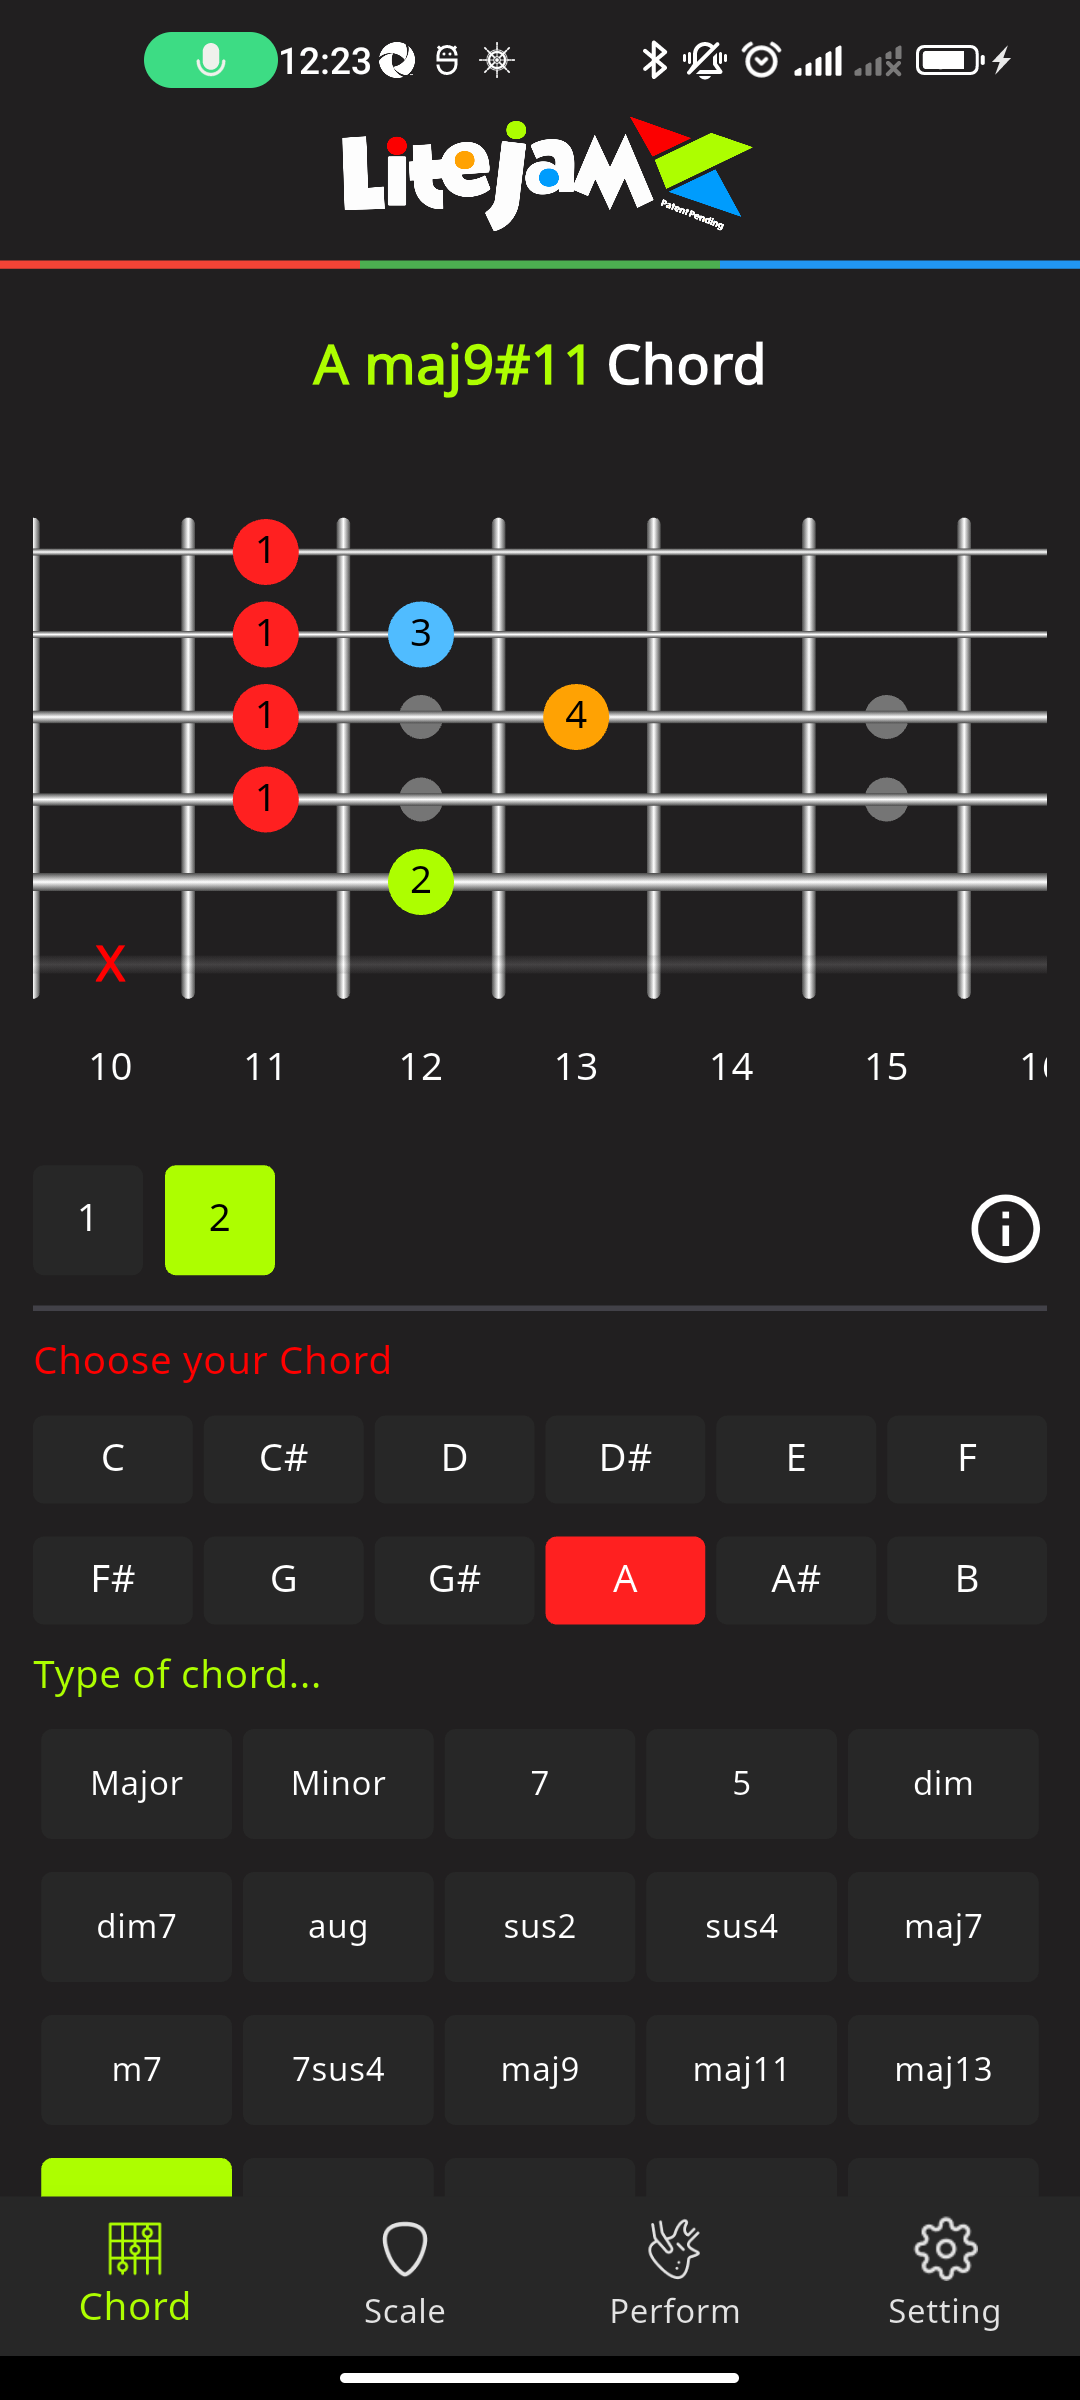 12:23
LiteJam
Patent Pending
A maj9#11 Chord
1
1 3
1 4
1
2
X
10 11 12 13 14 15
1 2
Choose your Chord
C C# D D# E F
F# G G# A A# B
Type of chord...
Major Minor 7 5 dim
dim7 aug sus2 sus4 maj7
m7 7sus4 maj9 maj11 maj13
Chord Scale Perform Setting